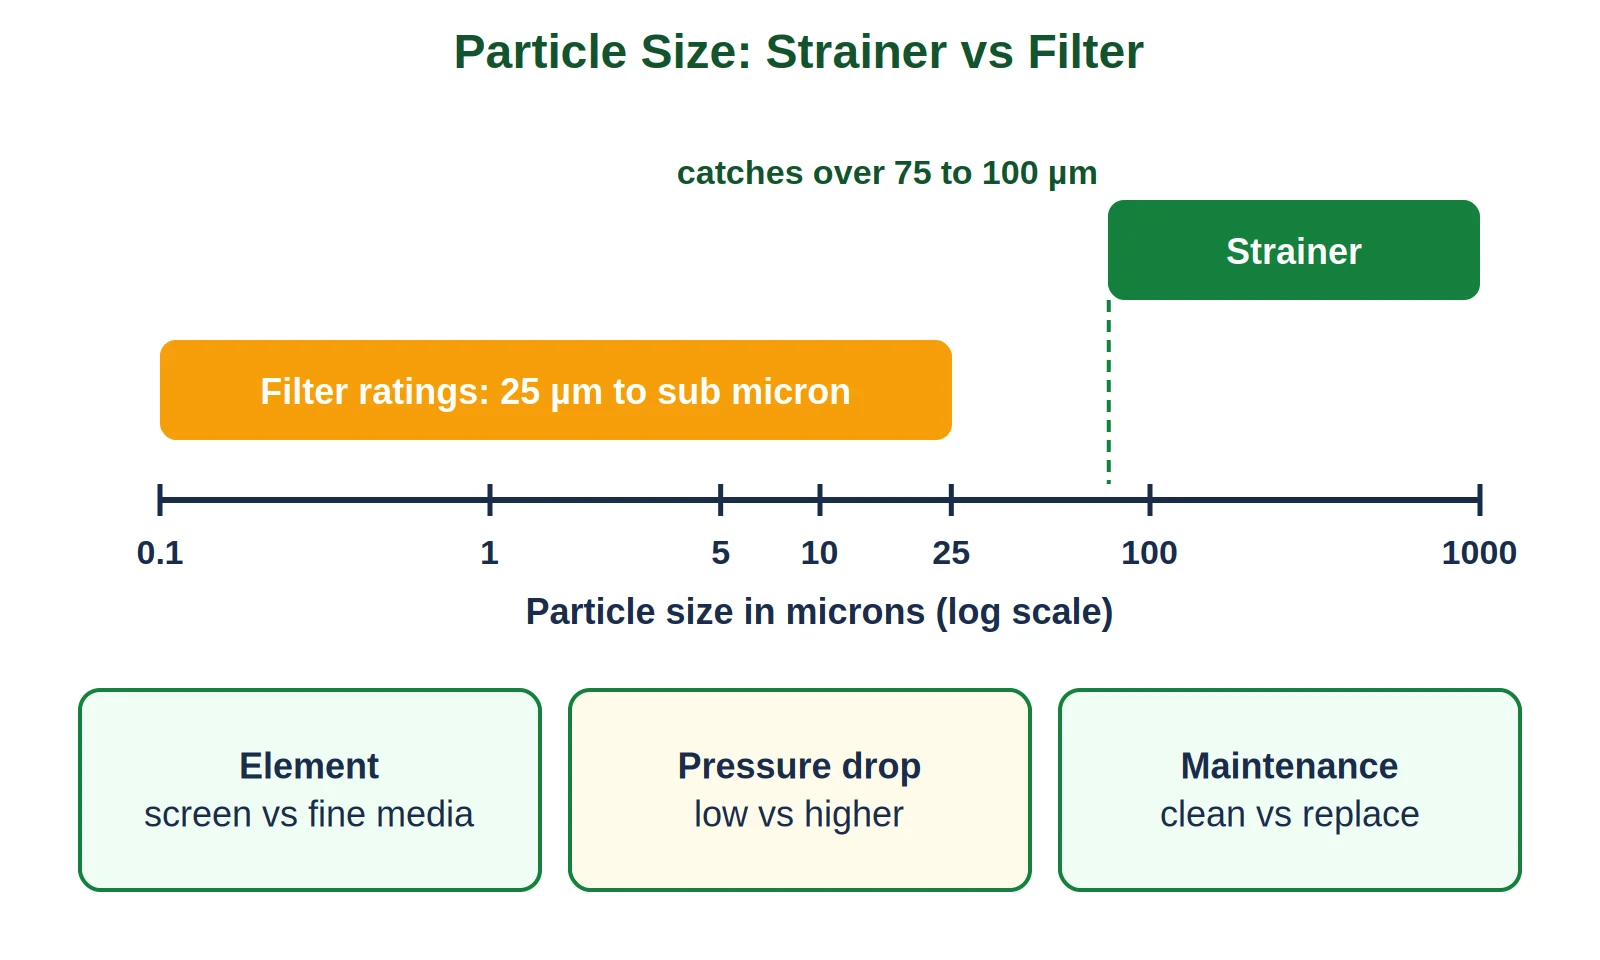 Particle Size: Strainer vs Filter
catches over 75 to 100 µm
Strainer
Filter ratings: 25 µm to sub micron
0.1 1 5 10 25 100 1000
Particle size in microns (log scale)
Element
screen vs fine media
Pressure drop
low vs higher
Maintenance
clean vs replace